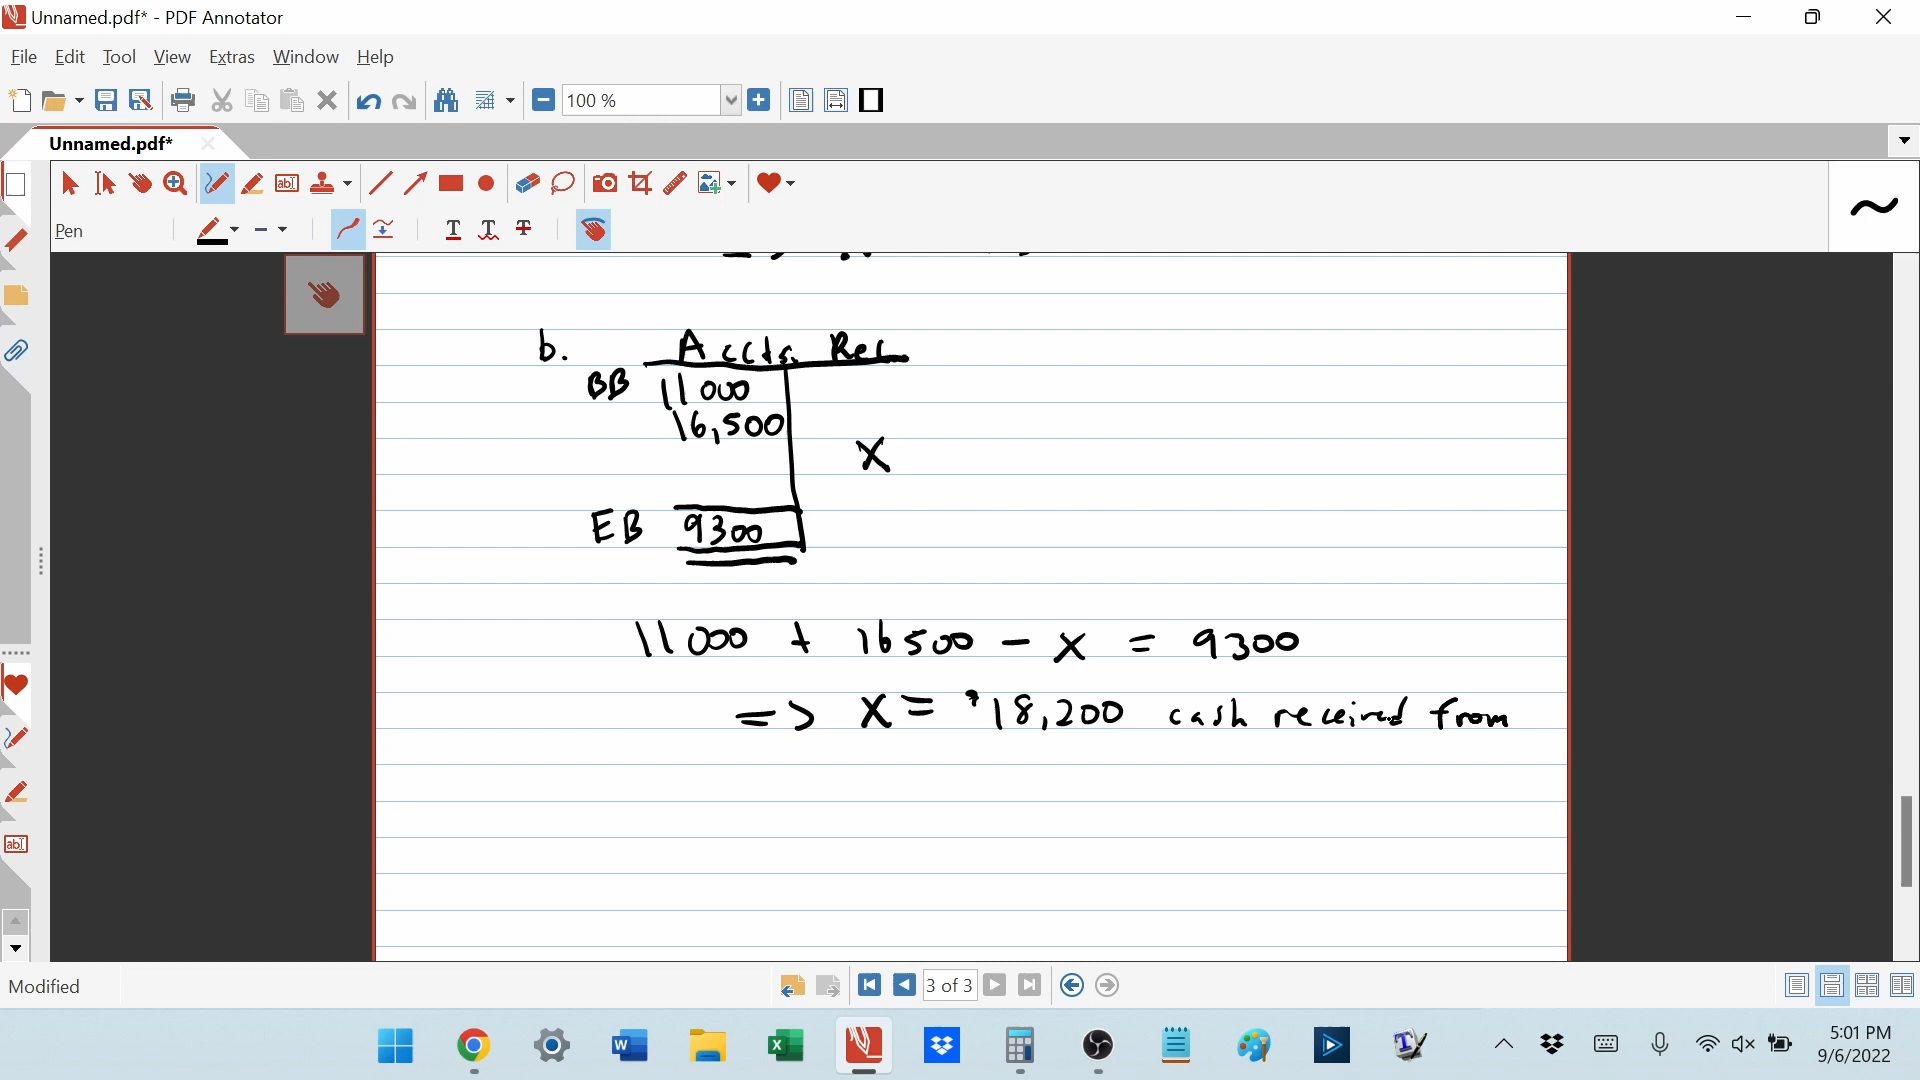 Unnamed.pdf* - PDF Annotator
File Edit Tool View Extras Window Help
100 %
Unnamed.pdf*
Pen
b. Accts. Rec
BB 11000
16,500
X
EB 9300
11000 + 16500 - x = 9300
=> X = $18,200 cash received from
Modified
3 of 3
5:01 PM
9/6/2022